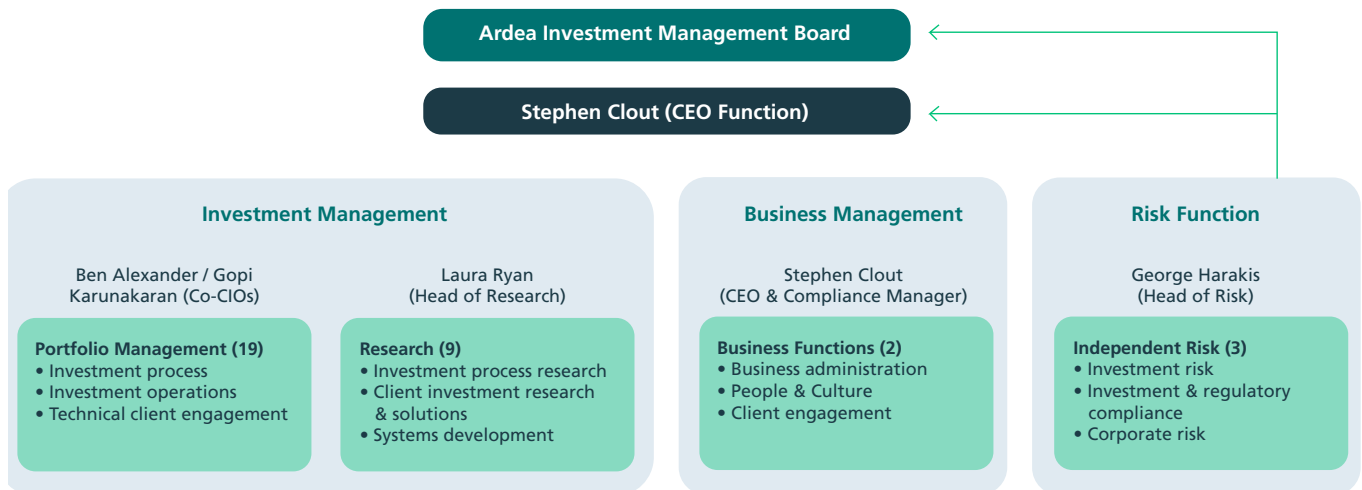 Ardea Investment Management Board
Stephen Clout (CEO Function)
Investment Management
Ben Alexander / Gopi
Karunakaran (Co-CIOs)
Portfolio Management (19)
• Investment process
• Investment operations
• Technical client engagement
Laura Ryan
(Head of Research)
Research (9)
• Investment process research
• Client investment research
& solutions
• Systems development
Business Management
Stephen Clout
(CEO & Compliance Manager)
Business Functions (2)
• Business administration
• People & Culture
• Client engagement
Risk Function
George Harakis
(Head of Risk)
Independent Risk (3)
• Investment risk
• Investment & regulatory
compliance
• Corporate risk